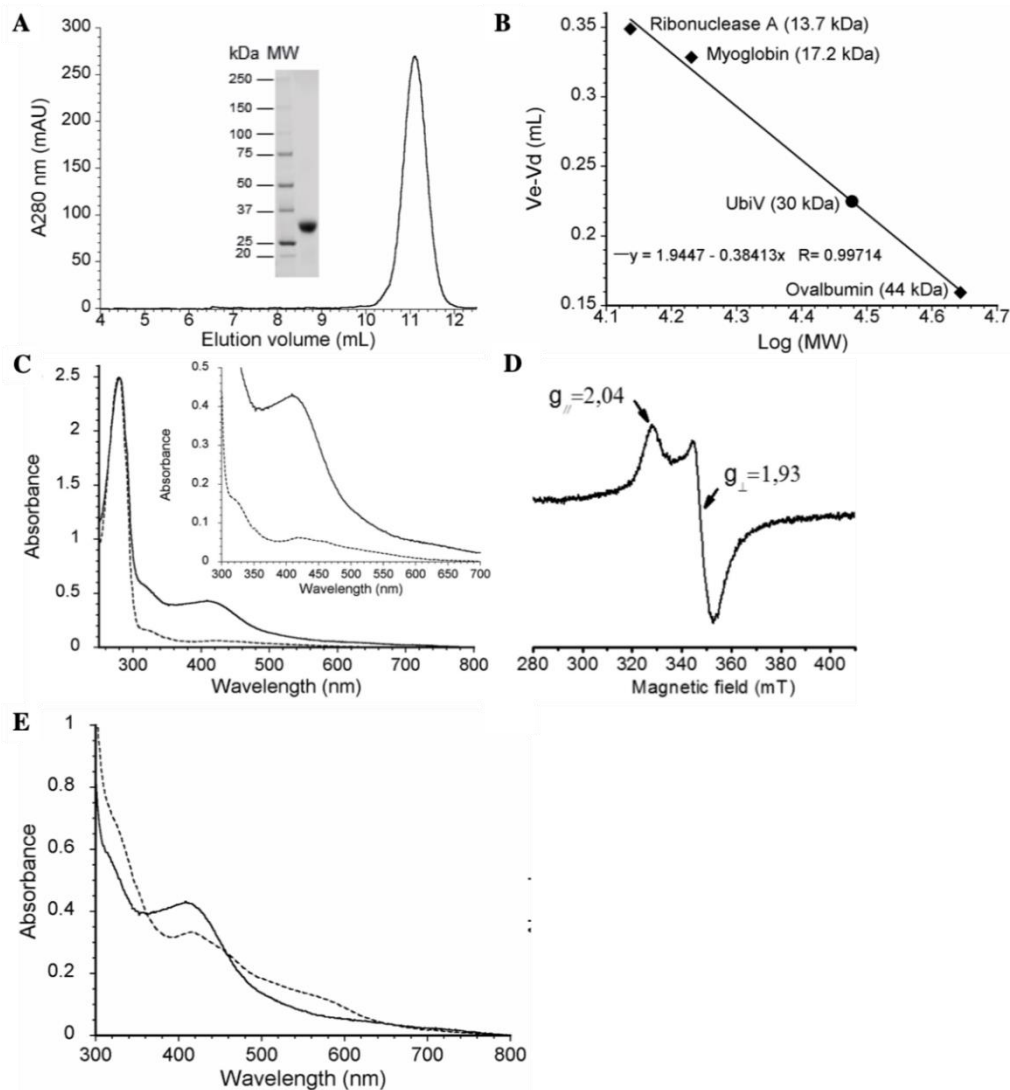 A
300
250
200
150
100
50
0
A280 nm (mAU)
4 5 6 7 8 9 10 11 12
Elution volume (mL)
kDa MW
250
150
100
75
50
37
25
20
B
0.35
0.3
0.25
0.2
0.15
Ve-Vd (mL)
Ribonuclease A (13.7 kDa)
Myoglobin (17.2 kDa)
UbiV (30 kDa)
y = 1.9447 - 0.38413x R= 0.99714
Ovalbumin (44 kDa)
4.1 4.2 4.3 4.4 4.5 4.6 4.7
Log (MW)
C
2.5
2
1.5
1
0.5
0
Absorbance
300 400 500 600 700 800
Wavelength (nm)
0.5
0.4
0.3
0.2
0.1
0
Absorbance
300 350 400 450 500 550 600 650 700
Wavelength (nm)
D
g//=2,04
g⊥=1,93
280 300 320 340 360 380 400
Magnetic field (mT)
E
1
0.8
0.6
0.4
0.2
0
Absorbance
300 400 500 600 700 800
Wavelength (nm)